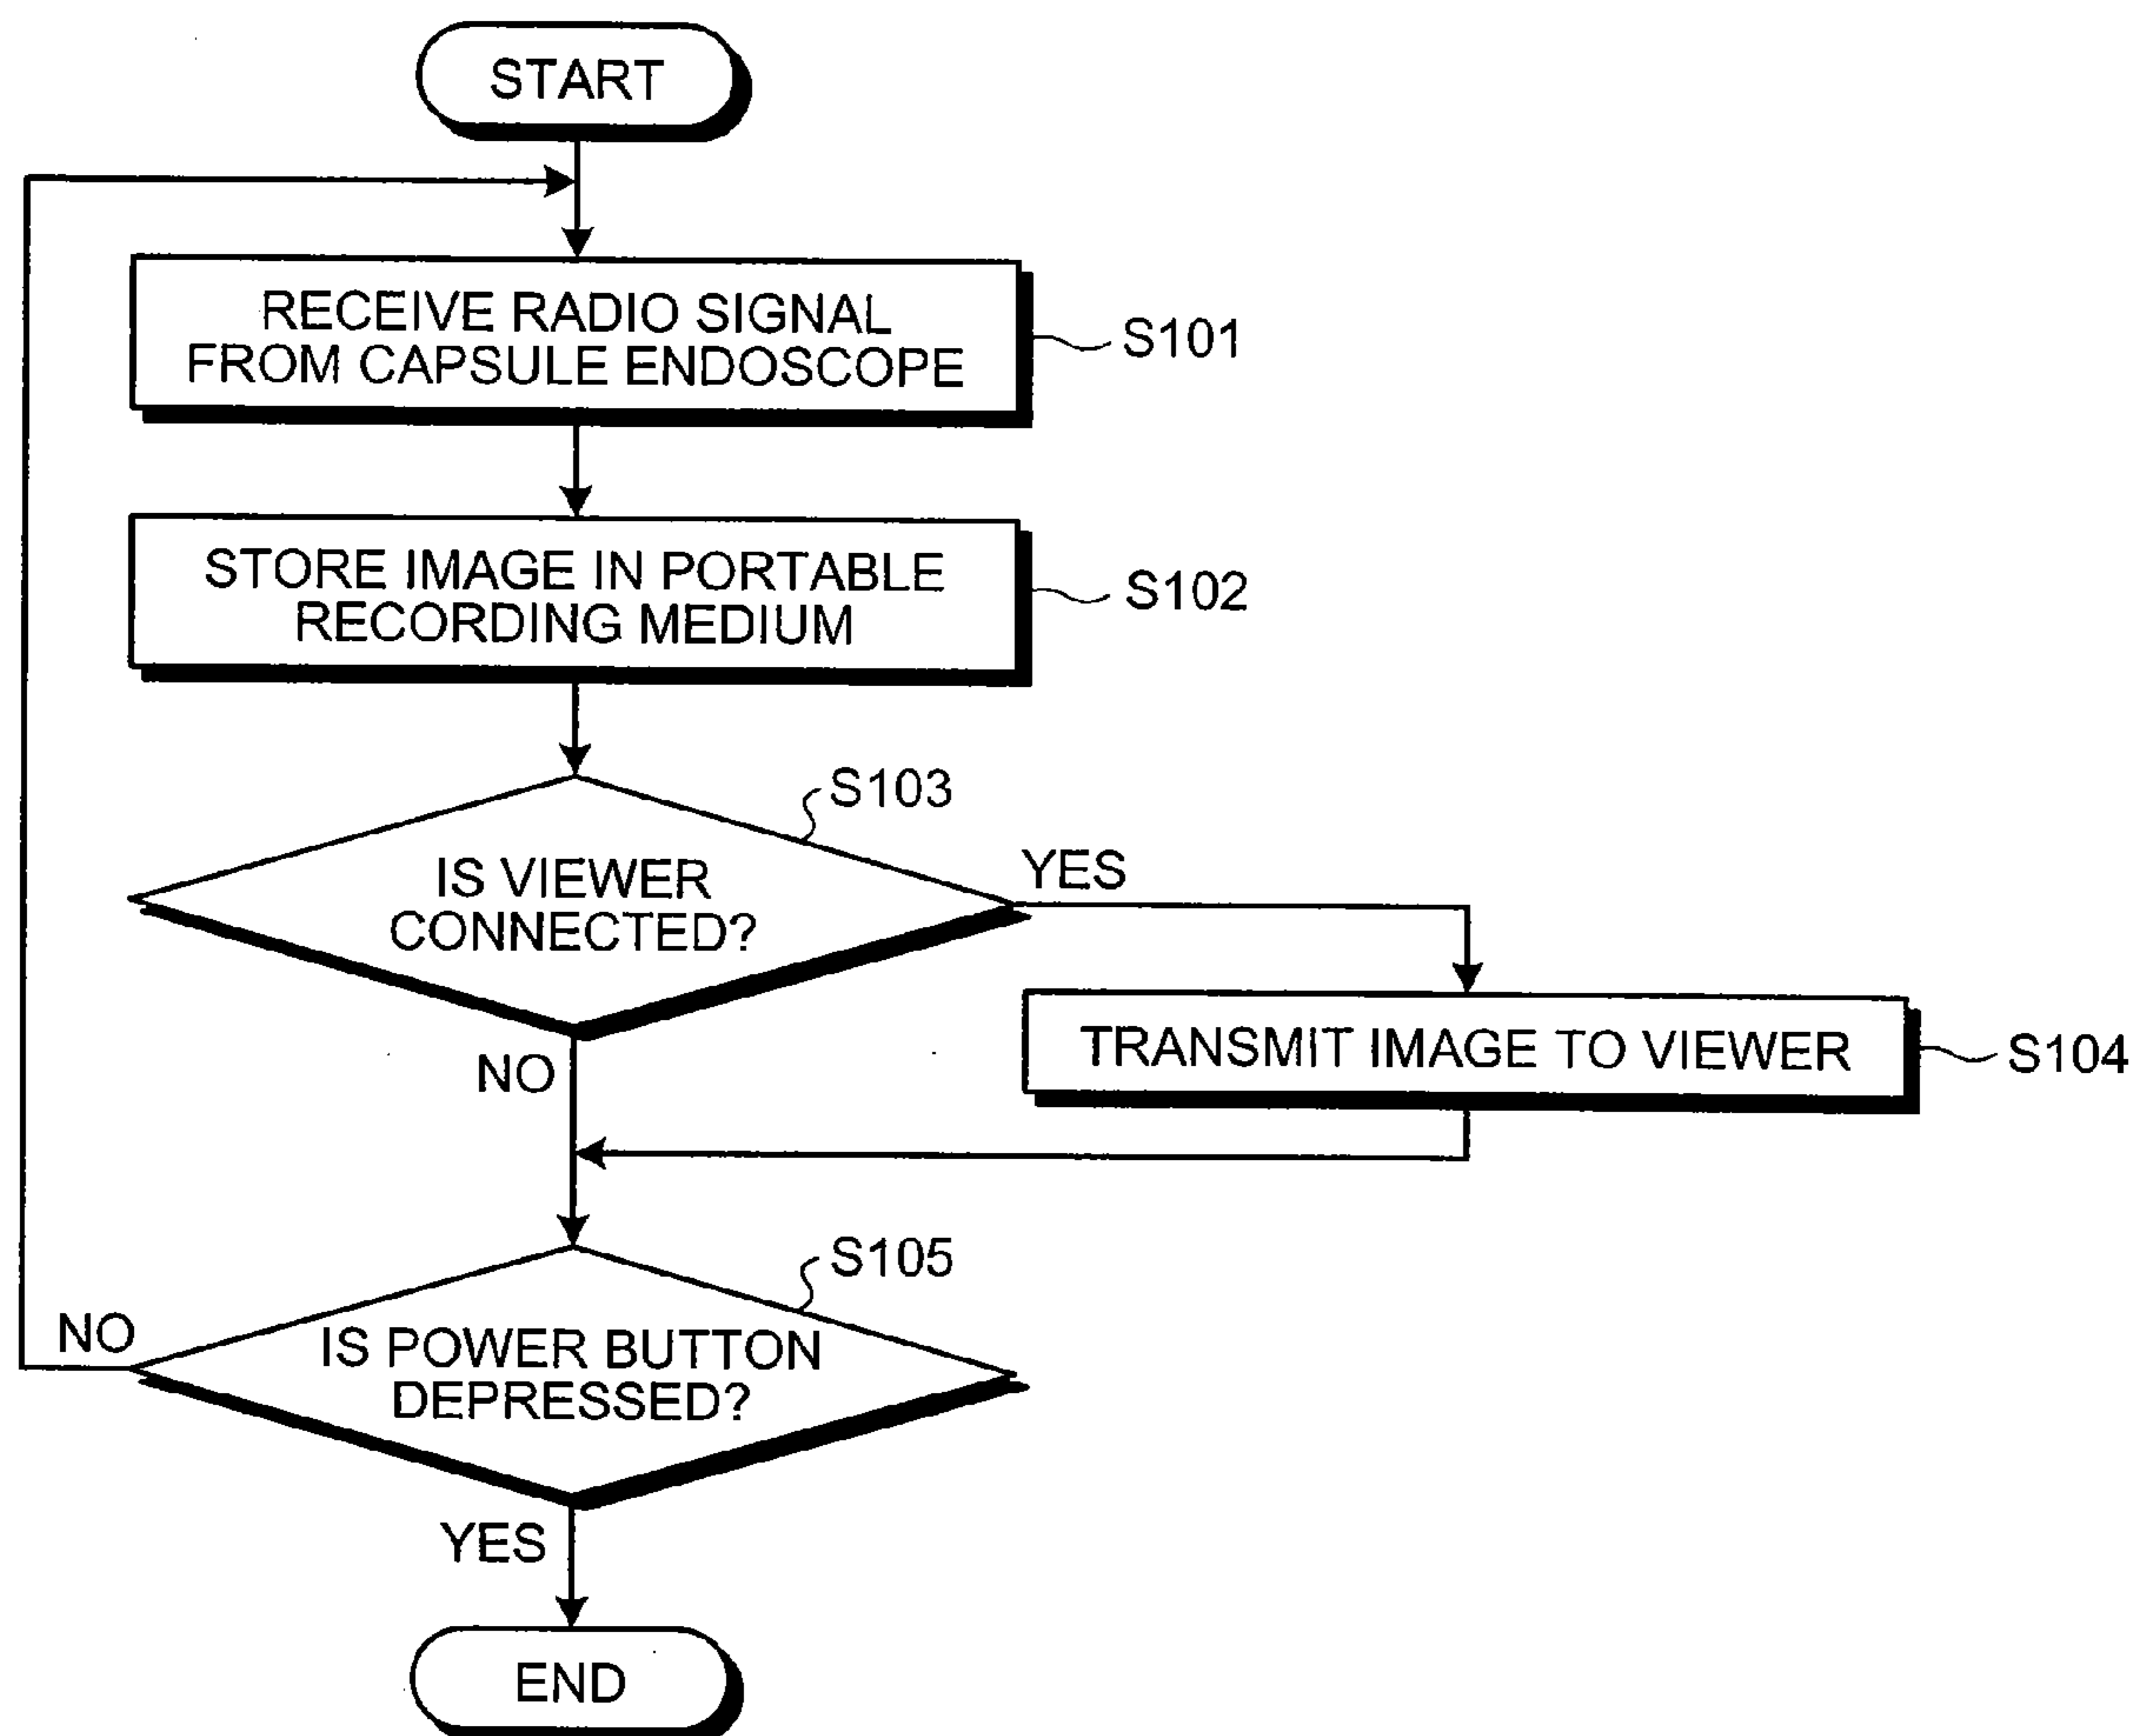 START
RECEIVE RADIO SIGNAL
FROM CAPSULE ENDOSCOPE
S101
STORE IMAGE IN PORTABLE
RECORDING MEDIUM
S102
S103
IS VIEWER
CONNECTED?
YES
NO
TRANSMIT IMAGE TO VIEWER
S104
S105
IS POWER BUTTON
DEPRESSED?
NO
YES
END